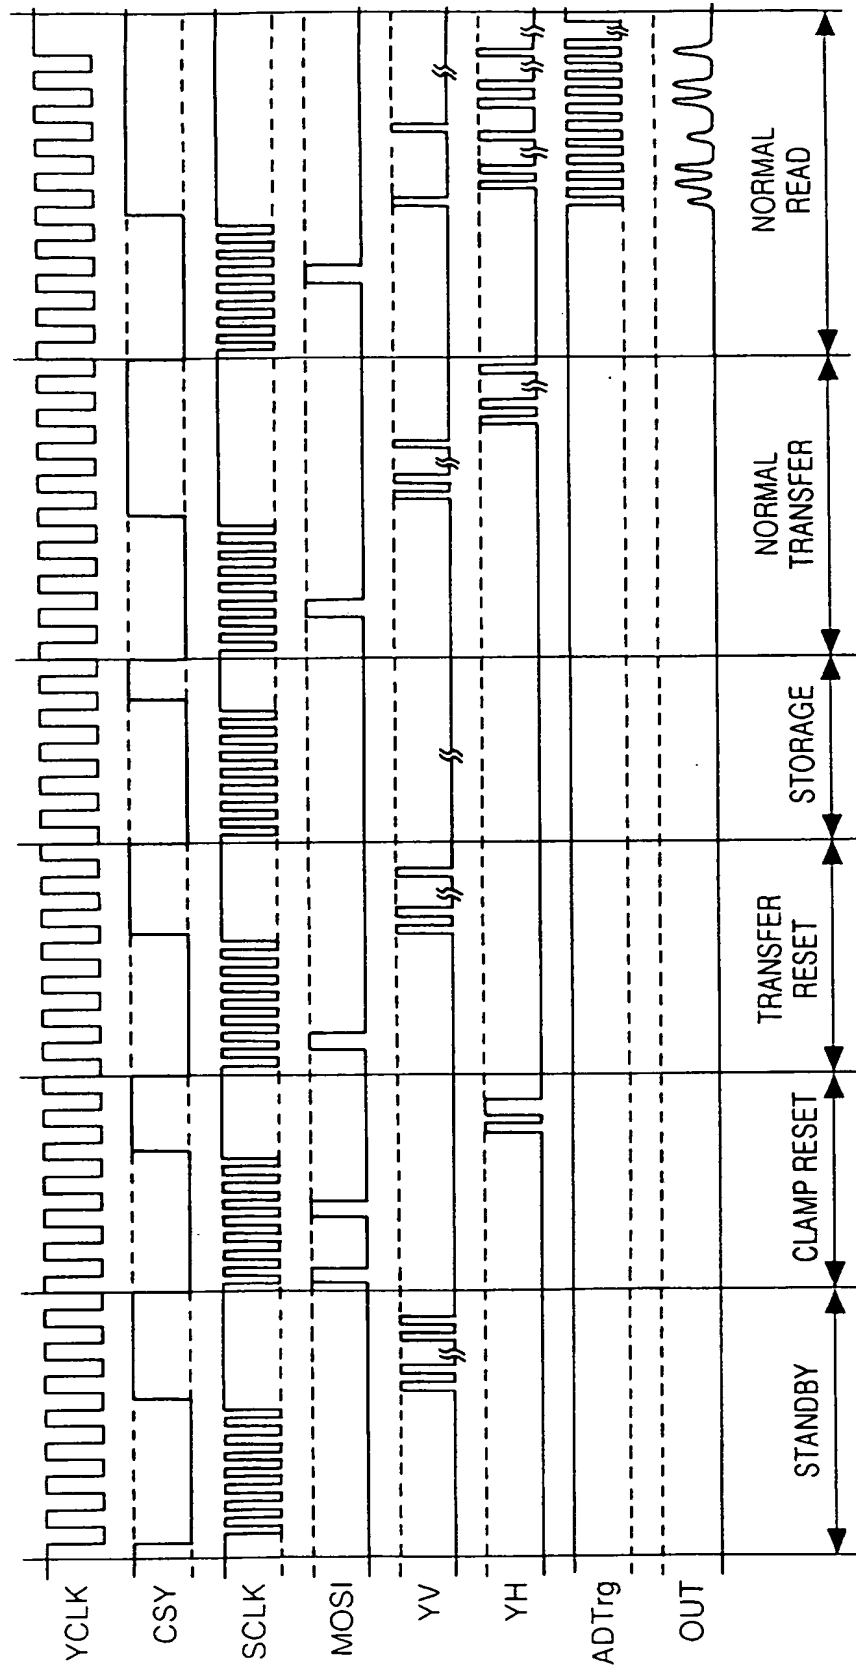 YCLK
CSY
SCLK
MOSI
YV
YH
ADTrg
OUT
STANDBY
CLAMP RESET
TRANSFER
RESET
STORAGE
NORMAL
TRANSFER
NORMAL
READ